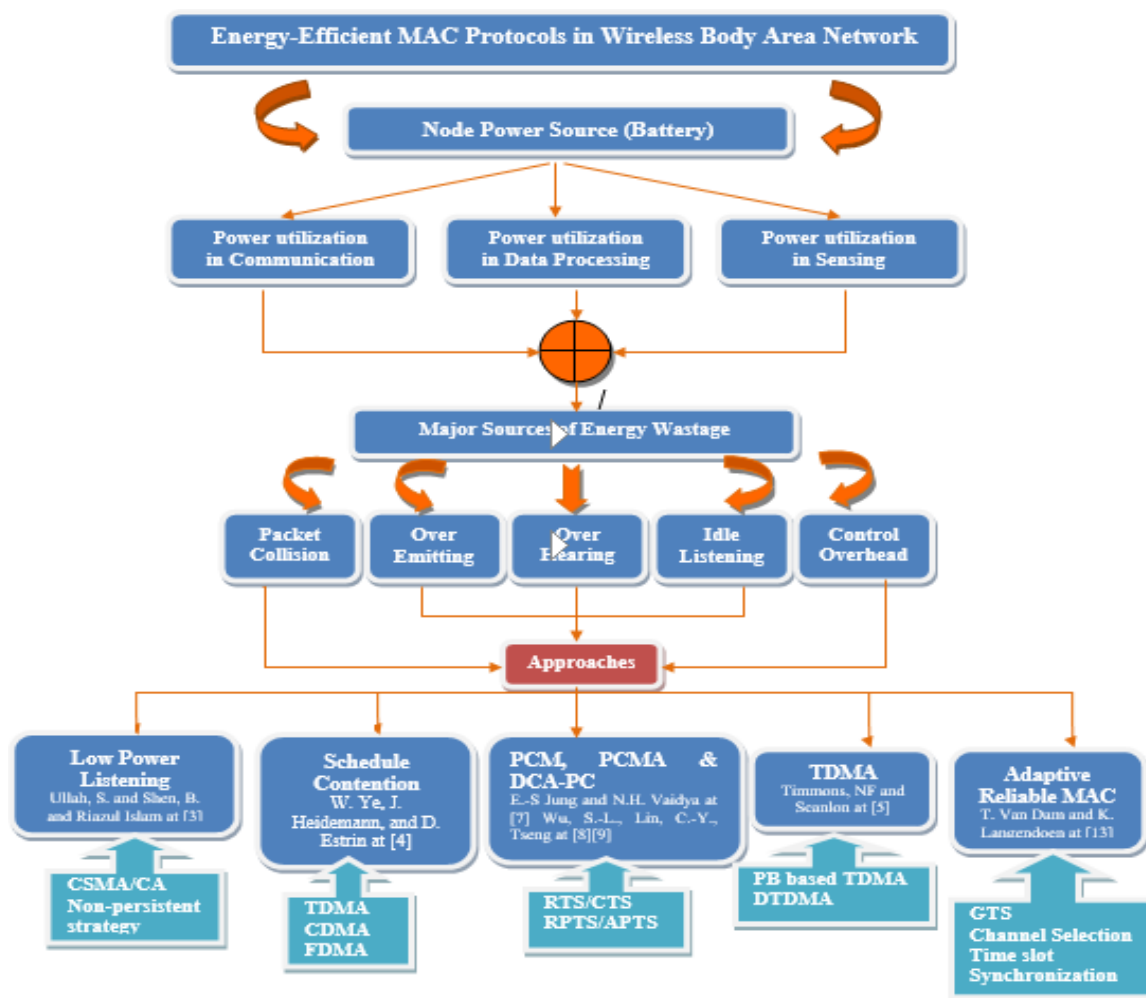 Energy-Efficient MAC Protocols in Wireless Body Area Network
Node Power Source (Battery)
Power utilization
in Communication
Power utilization
in Data Processing
Power utilization
in Sensing
/
Major Sources of Energy Wastage
Packet
Collision
Over
Emitting
Over
Hearing
Idle
Listening
Control
Overhead
Approaches
Low Power
Listening
Ullah, S. and Shen, B.
and Riazul Islam at [3]
Schedule
Contention
W. Ye, J.
Heidemann, and D.
Estrin at [4]
PCM, PCMA &
DCA-PC
E.-S Jung and N.H. Vaidya at
[7] Wu, S.-L., Lin, C.-Y.,
Tseng at [8][9]
TDMA
Timmons, NF and
Scanlon at [5]
Adaptive
Reliable MAC
T. Van Dam and K.
Langendoen at [13]
CSMA/CA
Non-persistent
strategy
TDMA
CDMA
FDMA
RTS/CTS
RPTS/APTS
PB based TDMA
DTDMA
GTS
Channel Selection
Time slot
Synchronization